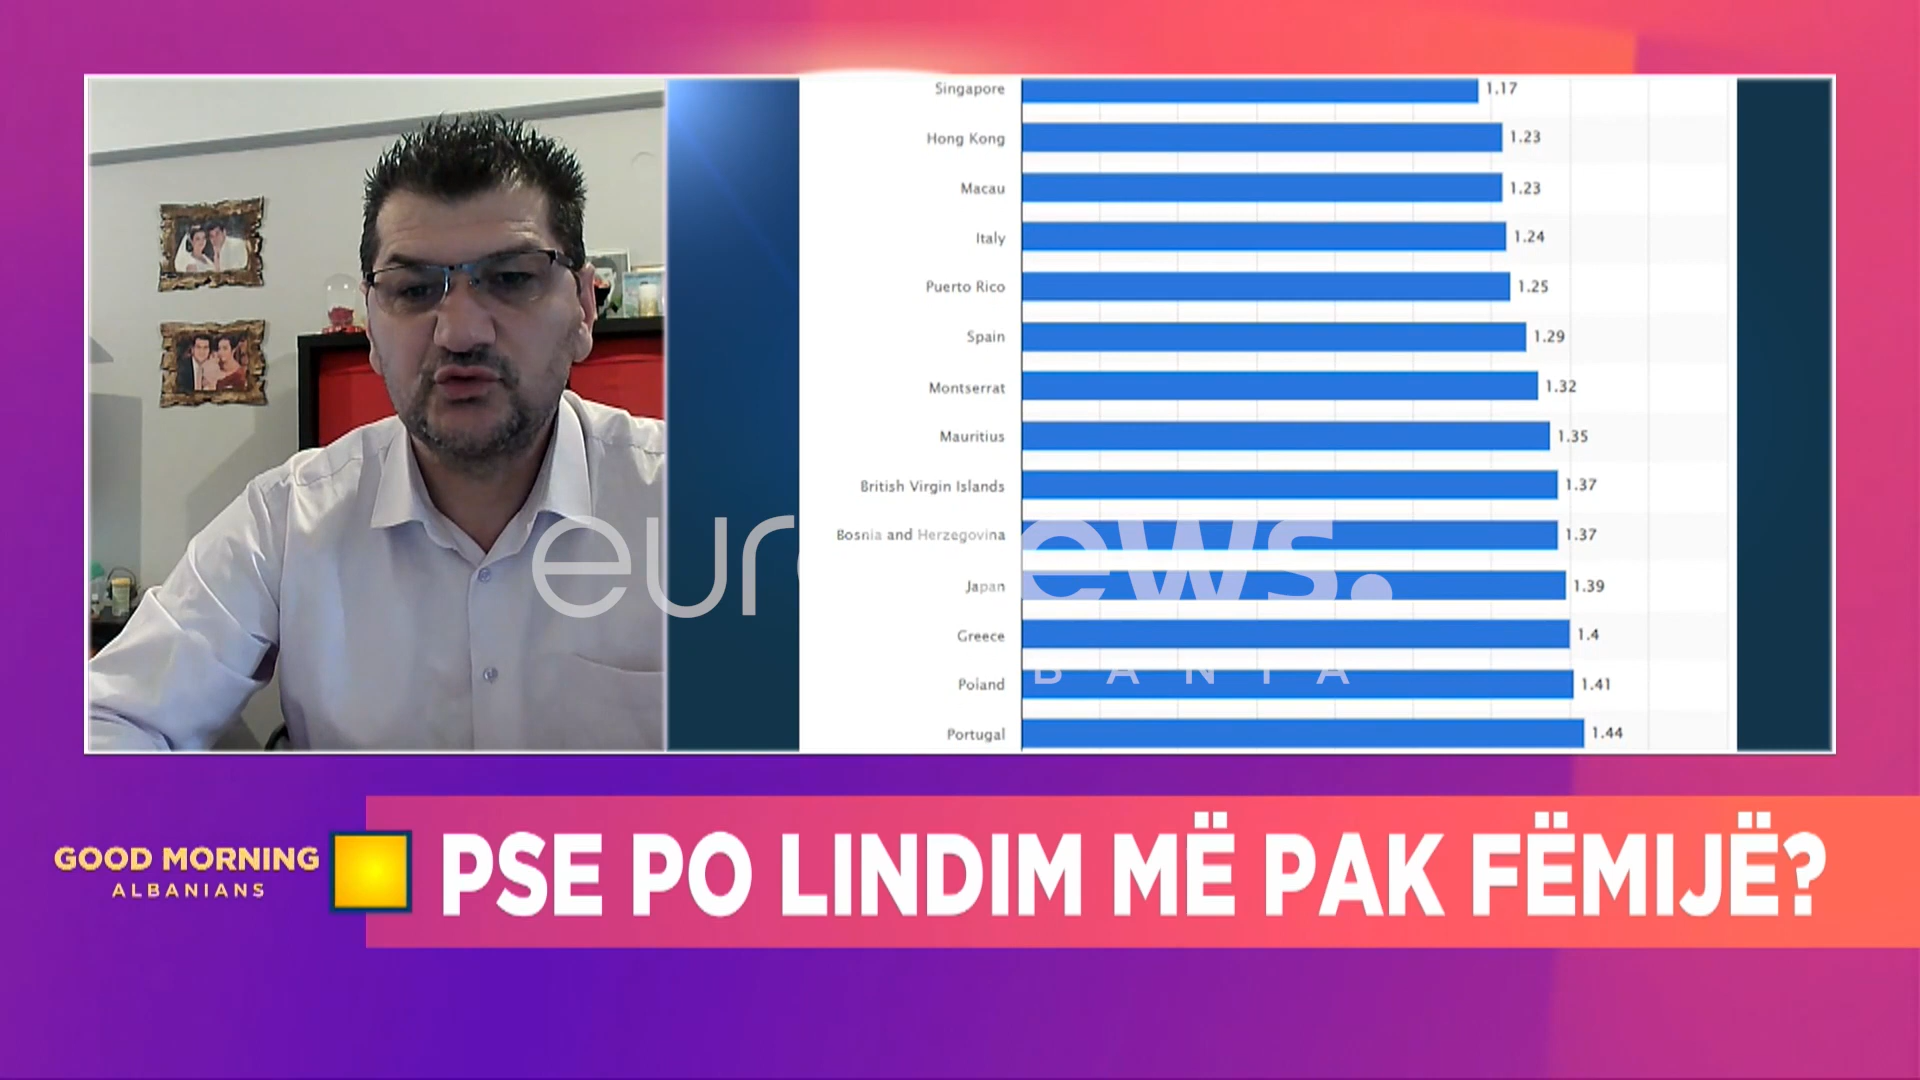 Singapore 1.17
Hong Kong 1.23
Macau 1.23
Italy 1.24
Puerto Rico 1.25
Spain 1.29
Montserrat 1.32
Mauritius 1.35
British Virgin Islands 1.37
Bosnia and Herzegovina 1.37
Japan 1.39
Greece 1.4
Poland 1.41
Portugal 1.44
euronews.
ALBANIA
GOOD MORNING
ALBANIANS
PSE PO LINDIM MË PAK FËMIJË?